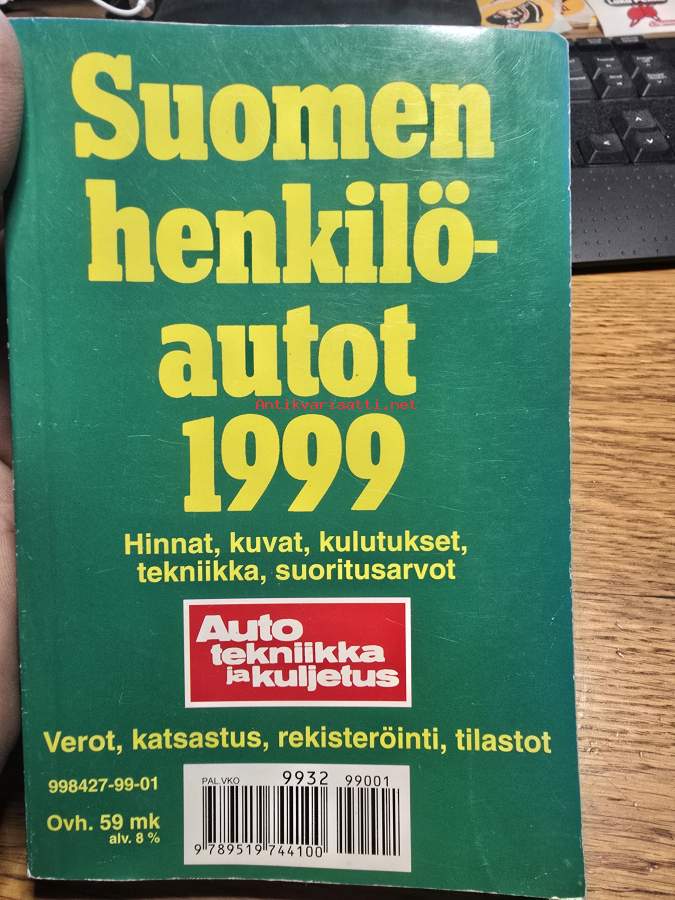 Suomen
henkilö-
autot
Antikvariaatti.net
1999
Hinnat, kuvat, kulutukset,
tekniikka, suoritusarvot
Auto
tekniikka
ja kuljetus
Verot, katsastus, rekisteröinti, tilastot
998427-99-01
Ovh. 59 mk
alv. 8 %
PAL.VKO 9932 99001
9 789519 744100